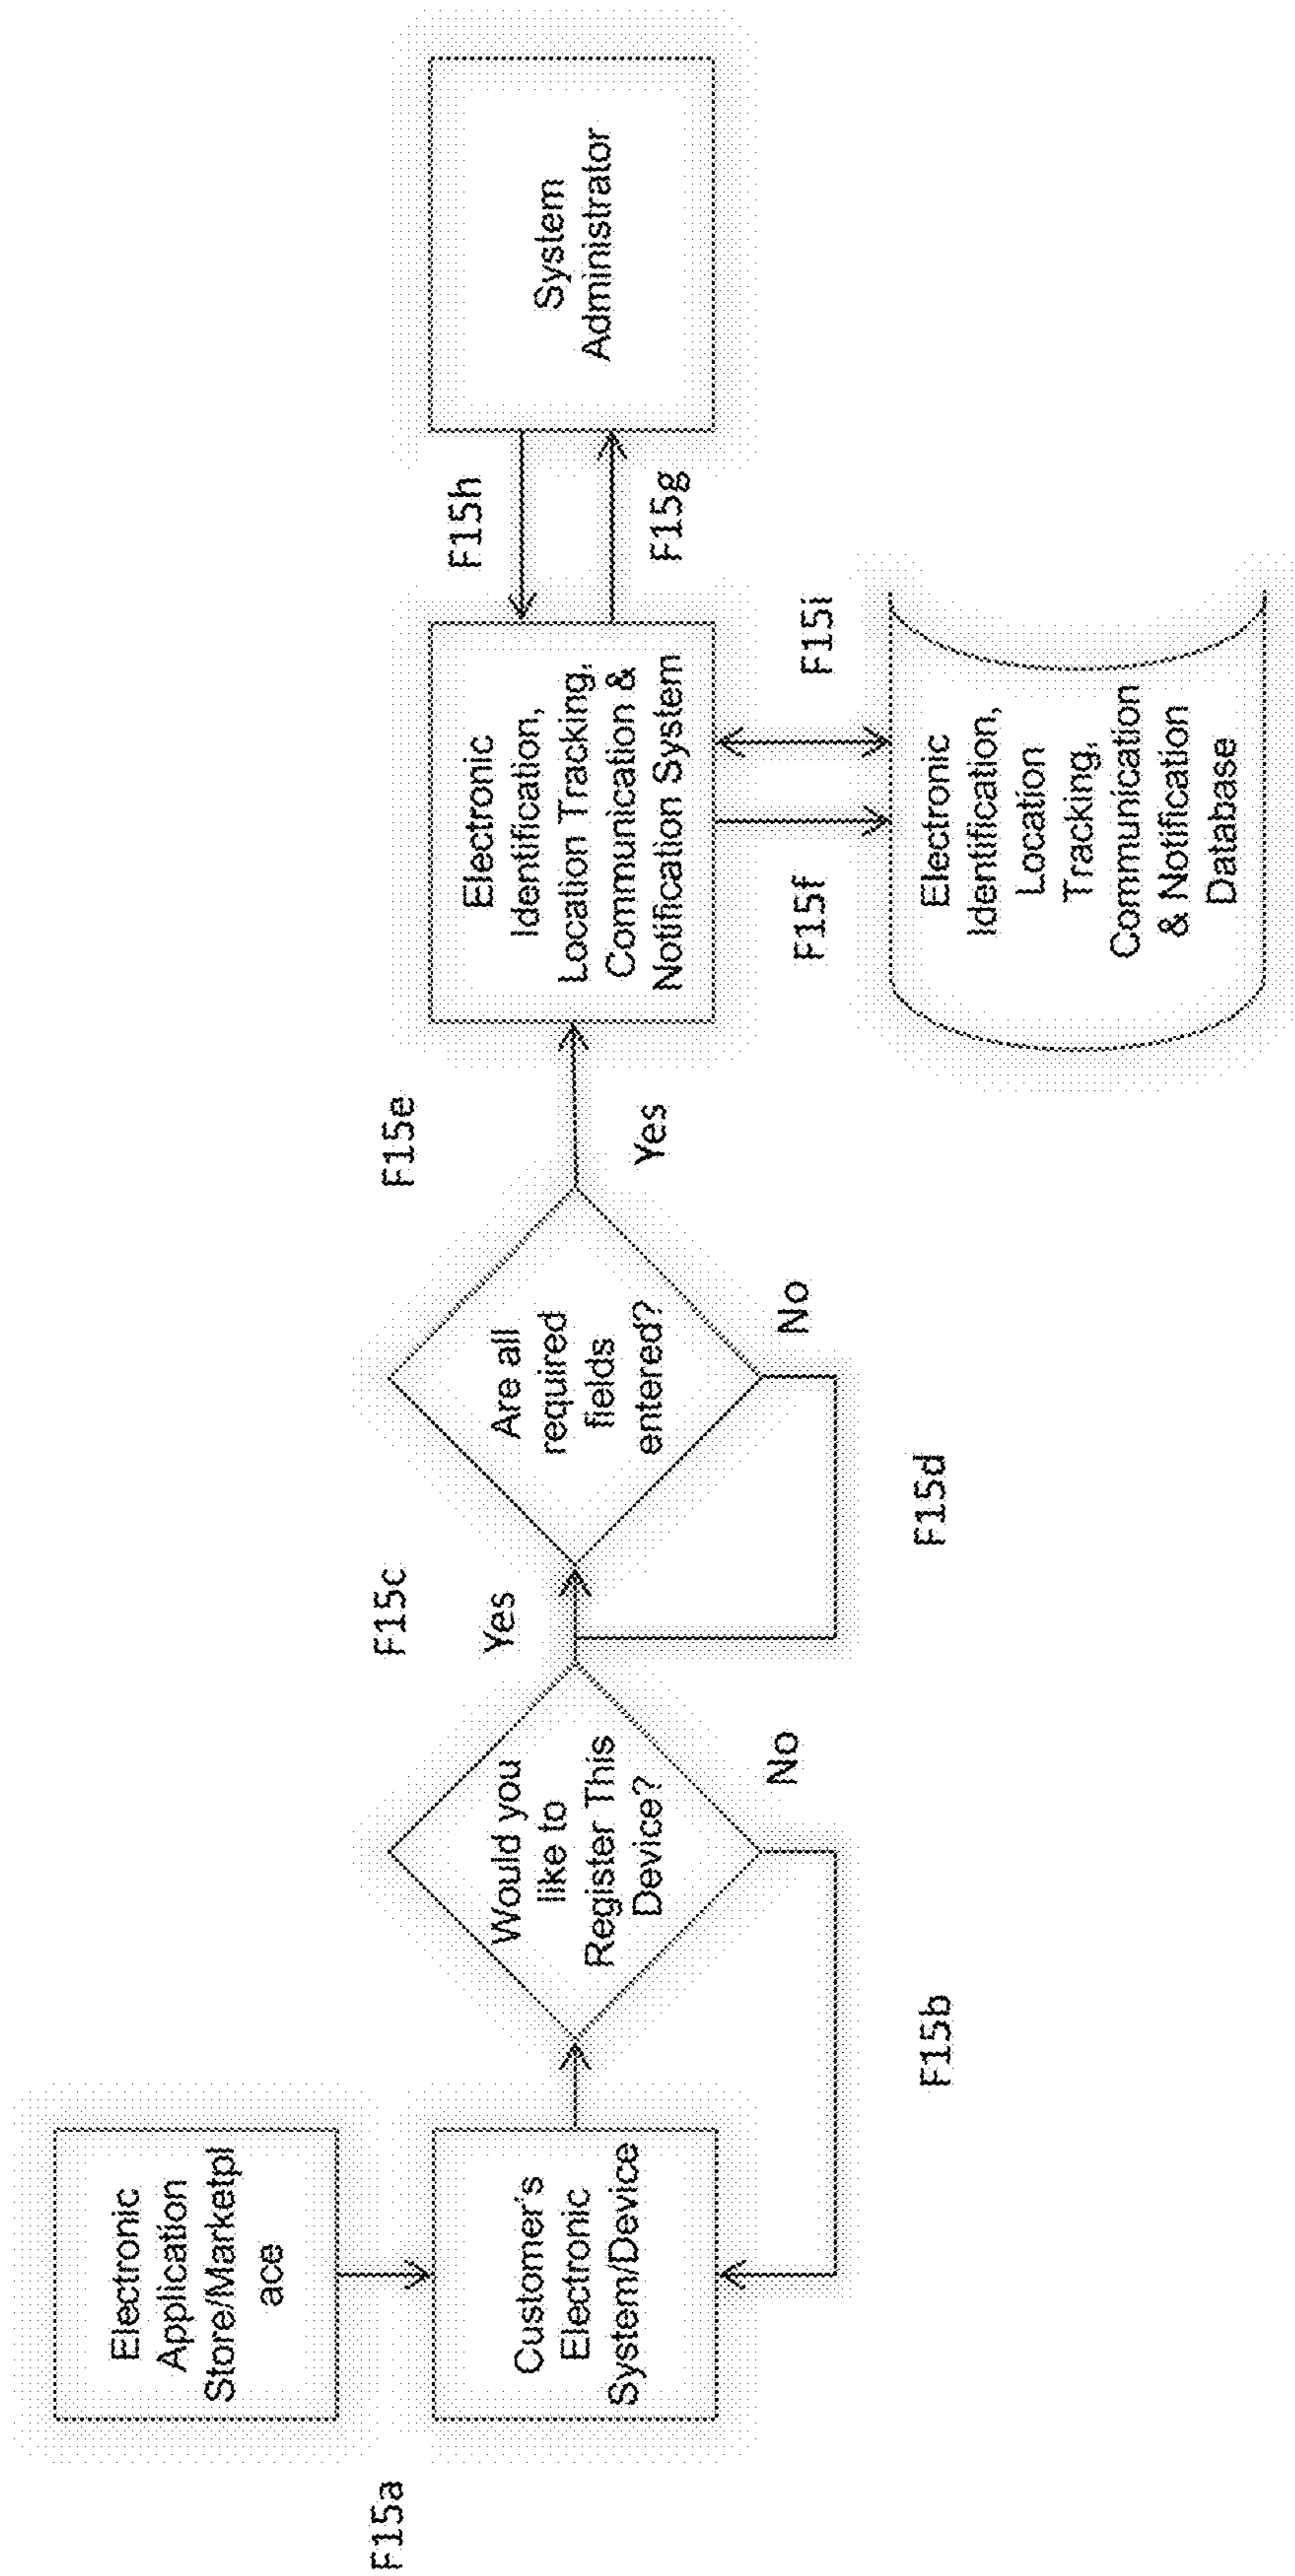 F15a
Electronic
Application
Store/Marketpl
ace
Customer's
Electronic
System/Device
F15b
Would you
like to
Register This
Device?
No
F15c
Yes
Are all
required
fields
entered?
No
F15d
F15e
Yes
Electronic
Identification,
Location Tracking,
Communication &
Notification System
F15f
F15i
Electronic
Identification,
Location
Tracking,
Communication
& Notification
Database
F15h
F15g
System
Administrator